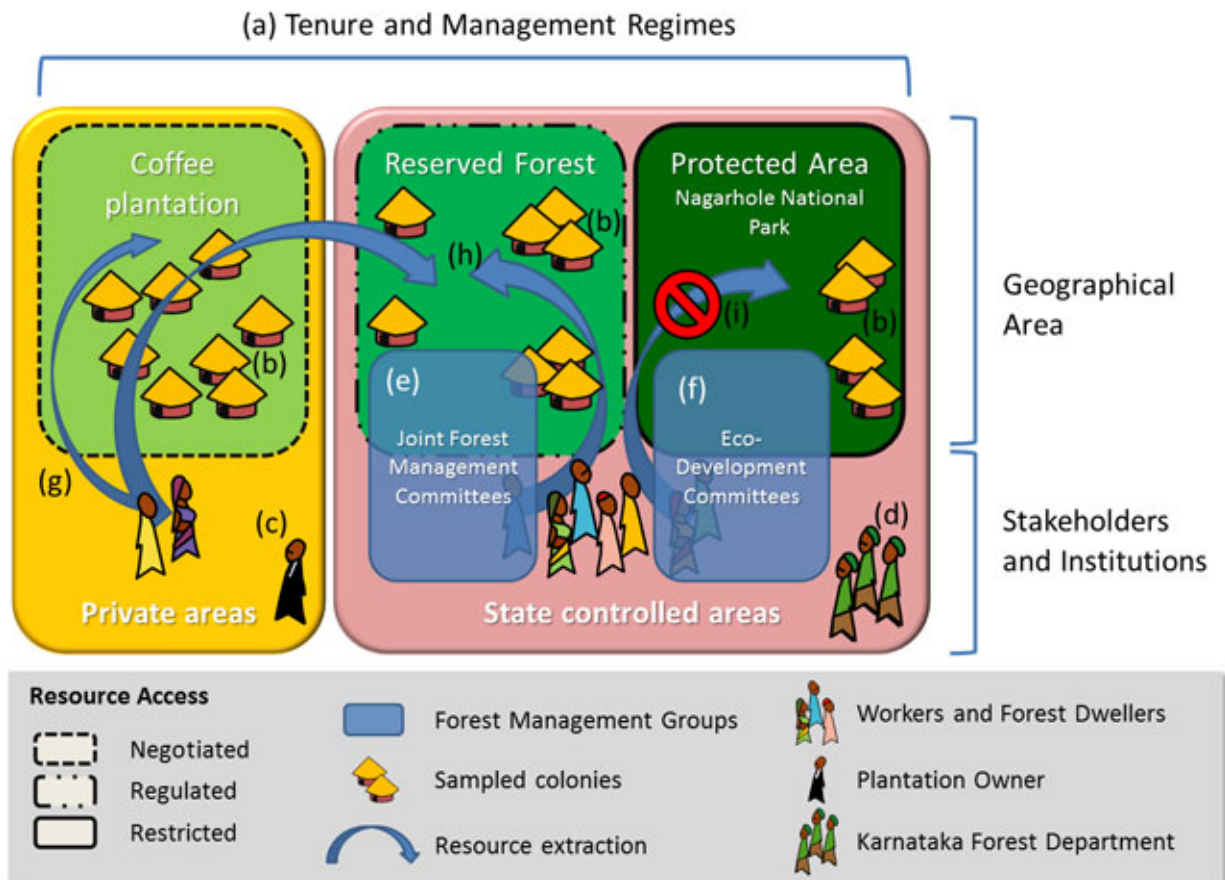 (a) Tenure and Management Regimes
Coffee
plantation
(b)
(g)
(c)
Private areas
Reserved Forest
(b)
(h)
(e)
Joint Forest
Management
Committees
Protected Area
Nagarhole National
Park
(i)
(b)
(f)
Eco-
Development
Committees
(d)
State controlled areas
Geographical
Area
Stakeholders
and Institutions
Resource Access
Negotiated
Regulated
Restricted
Forest Management Groups
Sampled colonies
Resource extraction
Workers and Forest Dwellers
Plantation Owner
Karnataka Forest Department